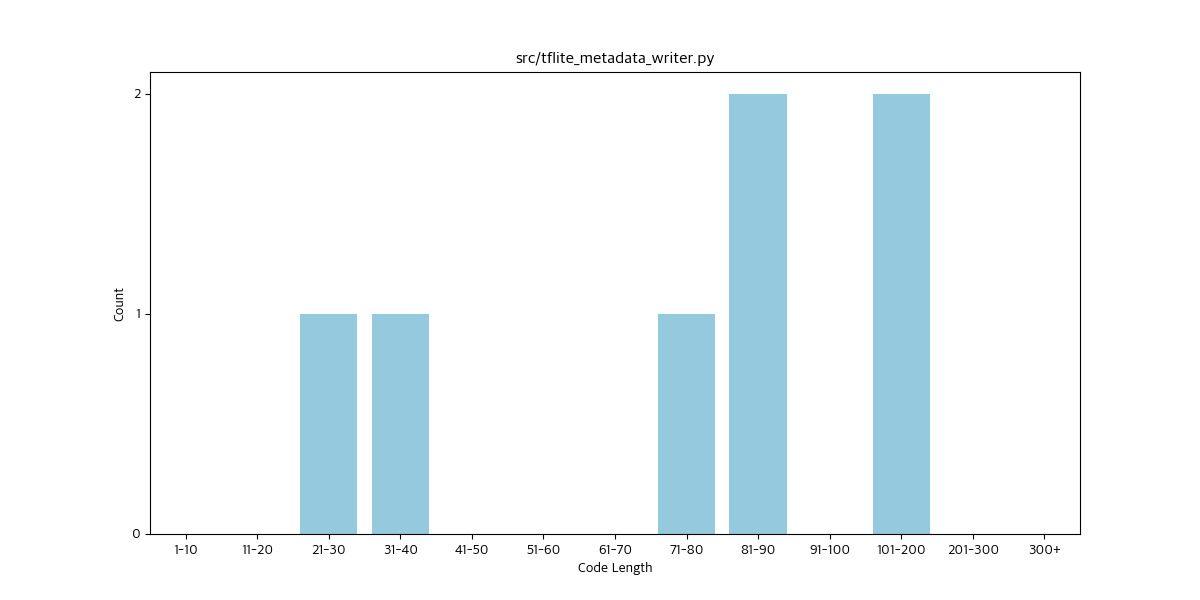 src/tflite_metadata_writer.py
Count
2
1
0
1-10 11-20 21-30 31-40 41-50 51-60 61-70 71-80 81-90 91-100 101-200 201-300 300+
Code Length